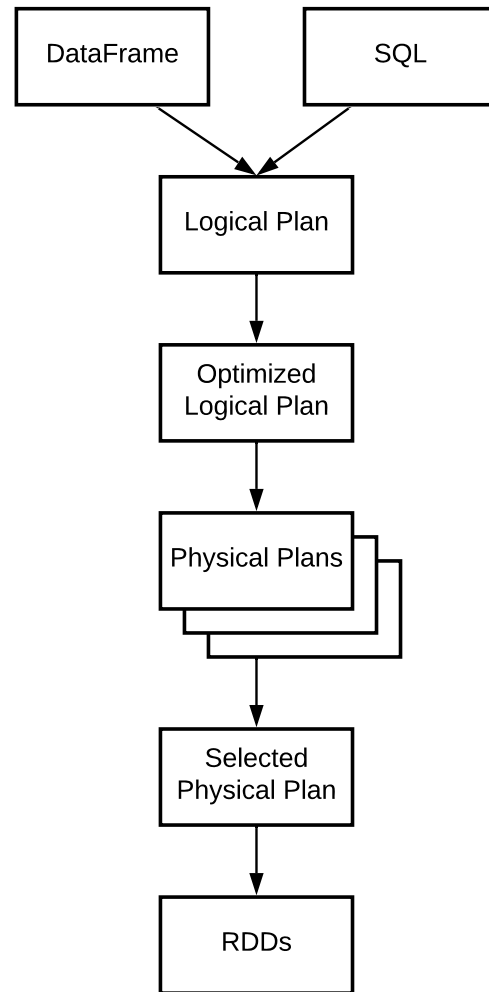 DataFrame
SQL
Logical Plan
Optimized
Logical Plan
Physical Plans
Selected
Physical Plan
RDDs